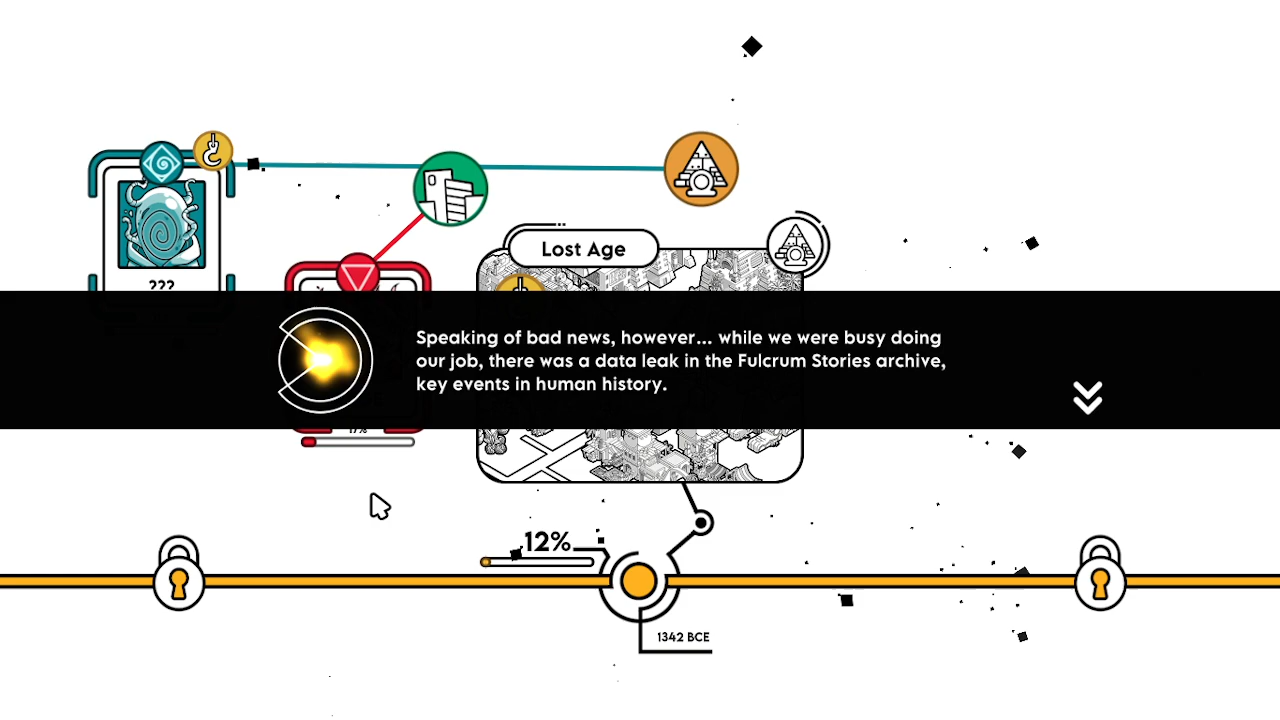 Lost Age
???
Speaking of bad news, however... while we were busy doing
our job, there was a data leak in the Fulcrum Stories archive,
key events in human history.
12%
1342 BCE